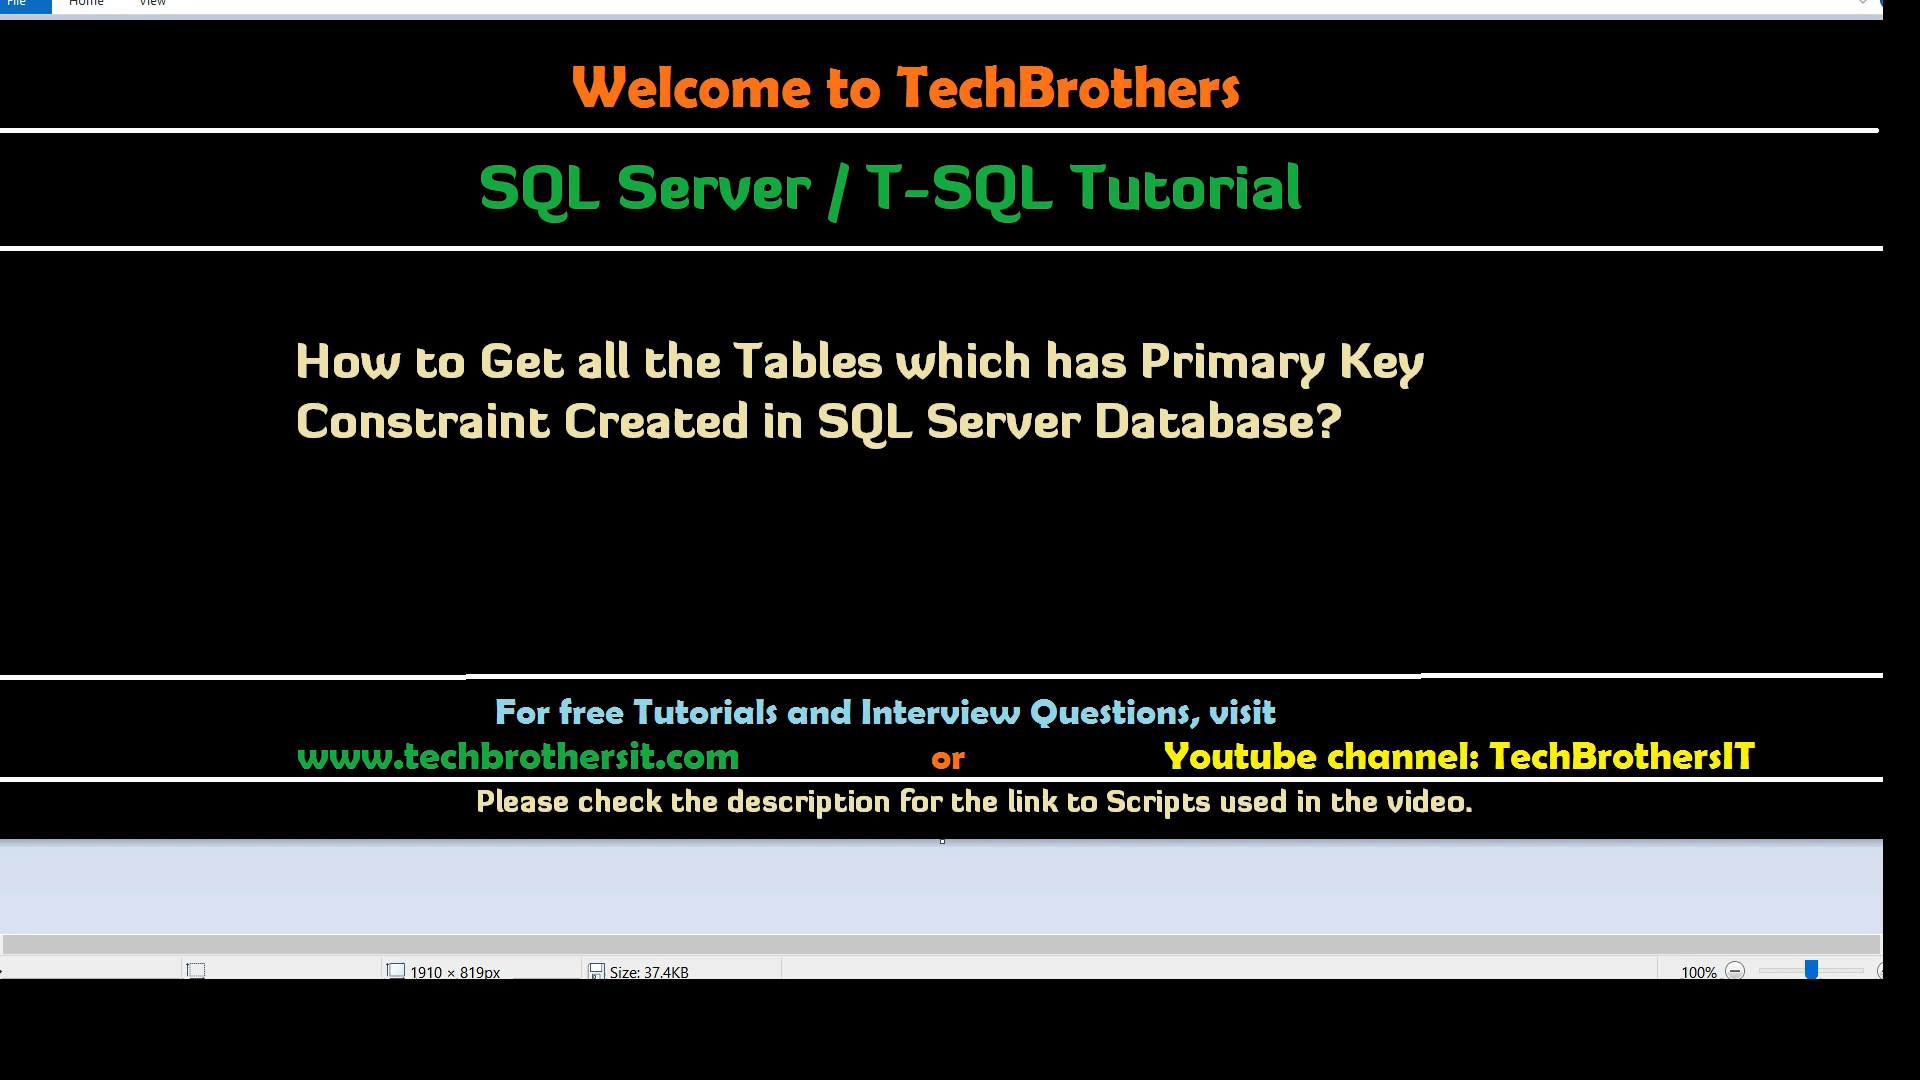 File Home View
Welcome to TechBrothers
SQL Server / T-SQL Tutorial
How to Get all the Tables which has Primary Key
Constraint Created in SQL Server Database?
For free Tutorials and Interview Questions, visit
www.techbrothersit.com or Youtube channel: TechBrothersIT
Please check the description for the link to Scripts used in the video.
1910 × 819px Size: 37.4KB 100%